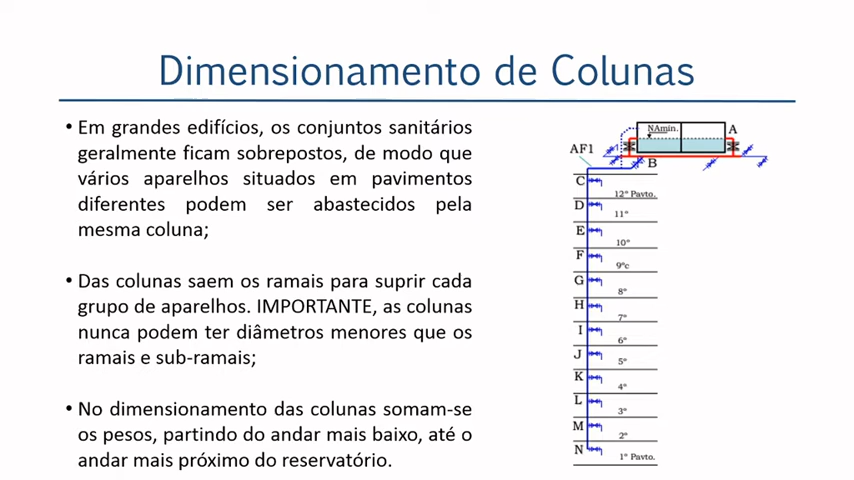 Dimensionamento de Colunas
• Em grandes edifícios, os conjuntos sanitários
geralmente ficam sobrepostos, de modo que
vários aparelhos situados em pavimentos
diferentes podem ser abastecidos pela
mesma coluna;
• Das colunas saem os ramais para suprir cada
grupo de aparelhos. IMPORTANTE, as colunas
nunca podem ter diâmetros menores que os
ramais e sub-ramais;
• No dimensionamento das colunas somam-se
os pesos, partindo do andar mais baixo, até o
andar mais próximo do reservatório.
NAmín.
A
AF1
B
C
12º Pavto.
D
11º
E
10º
F
9ºc
G
8º
H
7º
I
6º
J
5º
K
4º
L
3º
M
2º
N
1º Pavto.